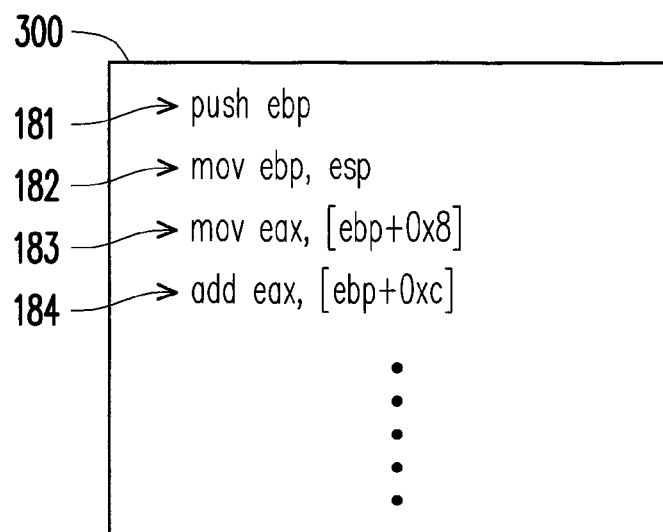 300
181 push ebp
182 mov ebp, esp
183 mov eax, [ebp+0x8]
184 add eax, [ebp+0xc]